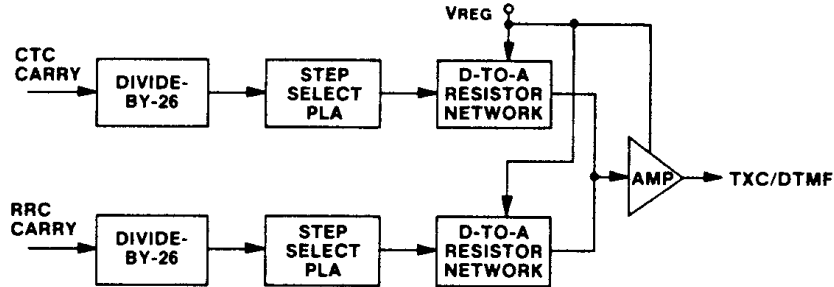 VREG
CTC
CARRY
DIVIDE-
BY-26
STEP
SELECT
PLA
D-TO-A
RESISTOR
NETWORK
AMP
TXC/DTMF
RRC
CARRY
DIVIDE-
BY-26
STEP
SELECT
PLA
D-TO-A
RESISTOR
NETWORK